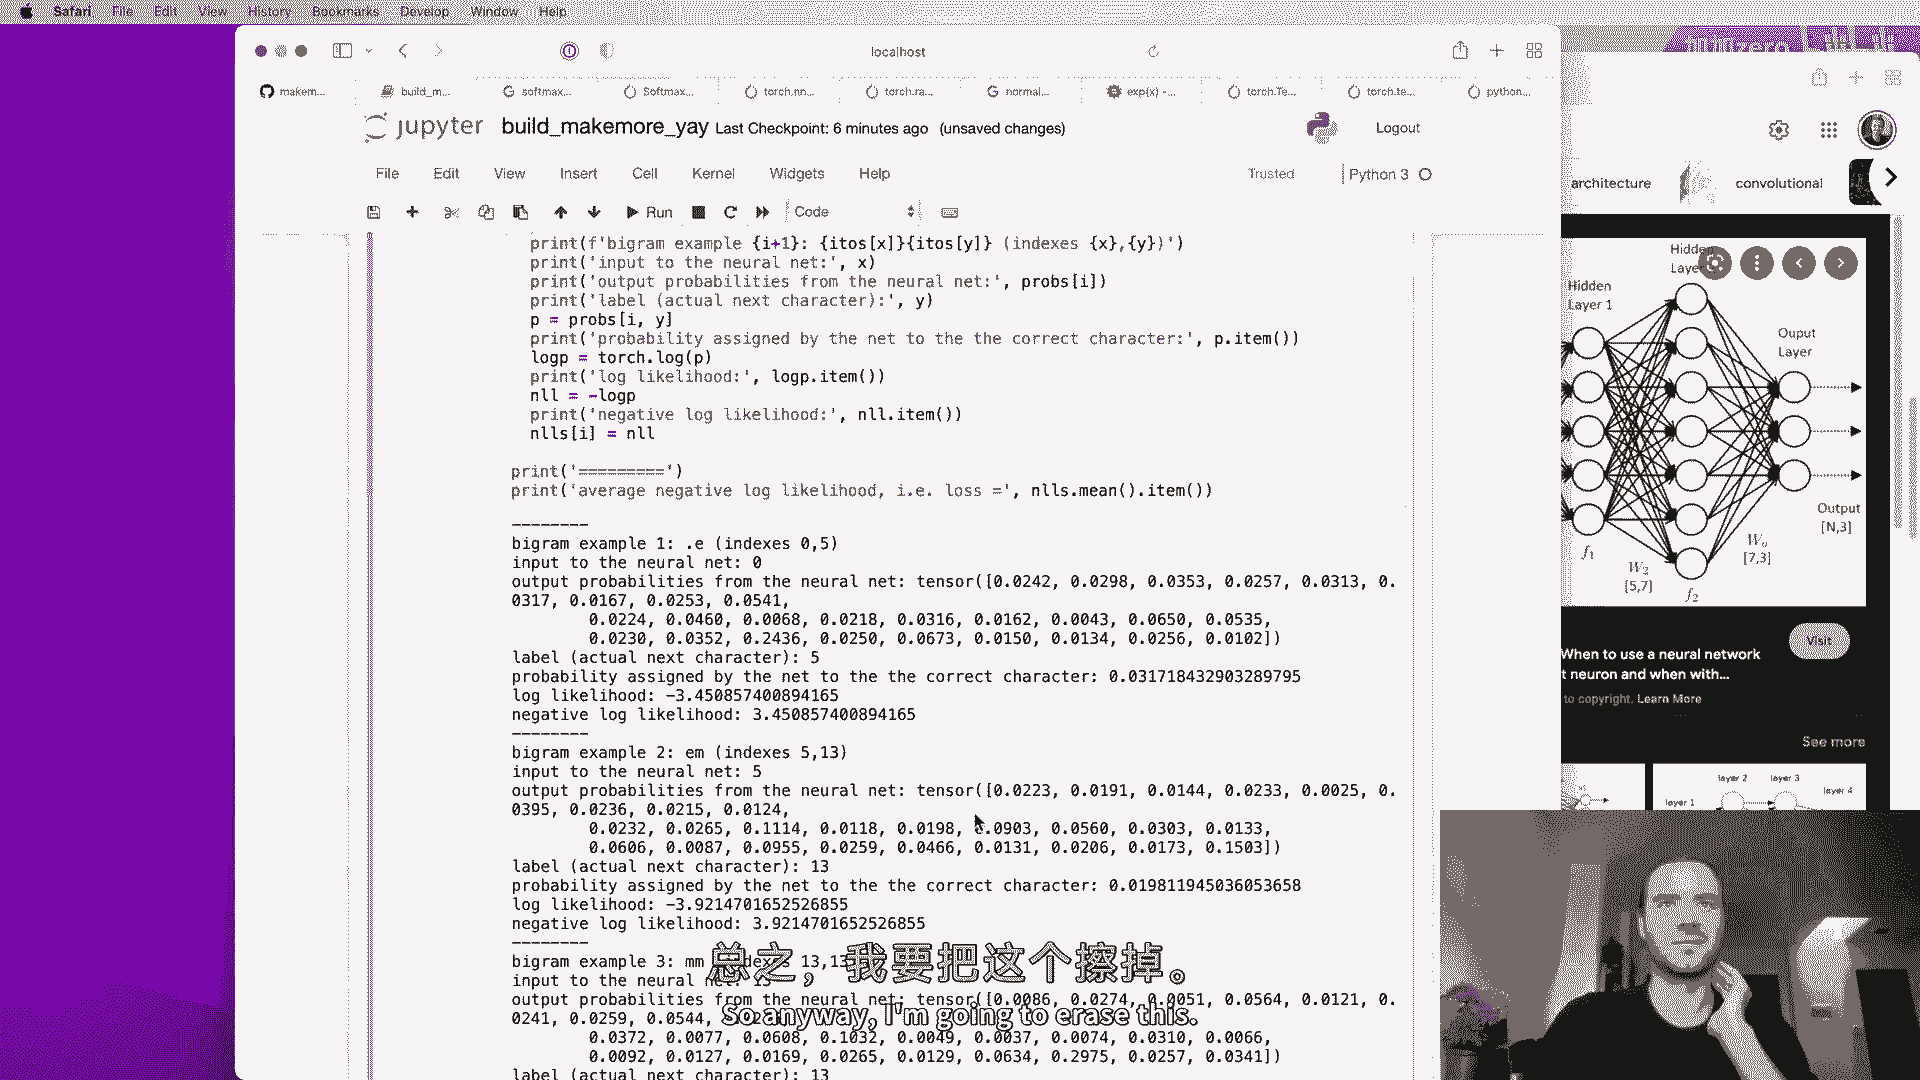 Safari File Edit View History Bookmarks Develop Window Help
localhost
makem... build_m... softmax... Softmax... torch.nn... torch.ra... normal... exp(x) -... torch.Te... torch.te... python...
jupyter build_makemore_yay Last Checkpoint: 6 minutes ago (unsaved changes) Logout
File Edit View Insert Cell Kernel Widgets Help Trusted Python 3
Run Code
print(f'bigram example {i+1}: {itos[x]}{itos[y]} (indexes {x},{y})')
print('input to the neural net:', x)
print('output probabilities from the neural net:', probs[i])
print('label (actual next character):', y)
p = probs[i, y]
print('probability assigned by the net to the the correct character:', p.item())
logp = torch.log(p)
print('log likelihood:', logp.item())
nll = -logp
print('negative log likelihood:', nll.item())
nlls[i] = nll
print('=========')
print('average negative log likelihood, i.e. loss =', nlls.mean().item())
--------
bigram example 1: .e (indexes 0,5)
input to the neural net: 0
output probabilities from the neural net: tensor([0.0242, 0.0298, 0.0353, 0.0257, 0.0313, 0.
0317, 0.0167, 0.0253, 0.0541,
0.0224, 0.0460, 0.0068, 0.0218, 0.0316, 0.0162, 0.0043, 0.0650, 0.0535,
0.0230, 0.0352, 0.2436, 0.0250, 0.0673, 0.0150, 0.0134, 0.0256, 0.0102])
label (actual next character): 5
probability assigned by the net to the the correct character: 0.031718432903289795
log likelihood: -3.450857400894165
negative log likelihood: 3.450857400894165
--------
bigram example 2: em (indexes 5,13)
input to the neural net: 5
output probabilities from the neural net: tensor([0.0223, 0.0191, 0.0144, 0.0233, 0.0025, 0.
0395, 0.0236, 0.0215, 0.0124,
0.0232, 0.0265, 0.1114, 0.0118, 0.0198, 0.0903, 0.0560, 0.0303, 0.0133,
0.0606, 0.0087, 0.0955, 0.0259, 0.0466, 0.0131, 0.0206, 0.0173, 0.1503])
label (actual next character): 13
probability assigned by the net to the the correct character: 0.019811945036053658
log likelihood: -3.9214701652526855
negative log likelihood: 3.9214701652526855
--------
bigram example 3: mm 13,13
input to the neural net: 13
output probabilities from the neural net: tensor([0.0086, 0.0274, 0.0051, 0.0564, 0.0121, 0.
0241, 0.0259, 0.0544,
0.0372, 0.0077, 0.0608, 0.1032, 0.0049, 0.0037, 0.0074, 0.0310, 0.0066,
0.0092, 0.0127, 0.0169, 0.0265, 0.0129, 0.0634, 0.2975, 0.0257, 0.0341])
label (actual next character): 13
总之，我要把这个擦掉。
So anyway, I'm going to erase this.
architecture convolutional
Hidden
Layer
Hidden
Layer 1
Ouput
Layer
Output
[N,3]
f1
W2
[5,7]
f2
Wo
[7,3]
When to use a neural network
t neuron and when with...
Visit
to copyright. Learn More
See more
layer 1 layer 2 layer 3 layer 4